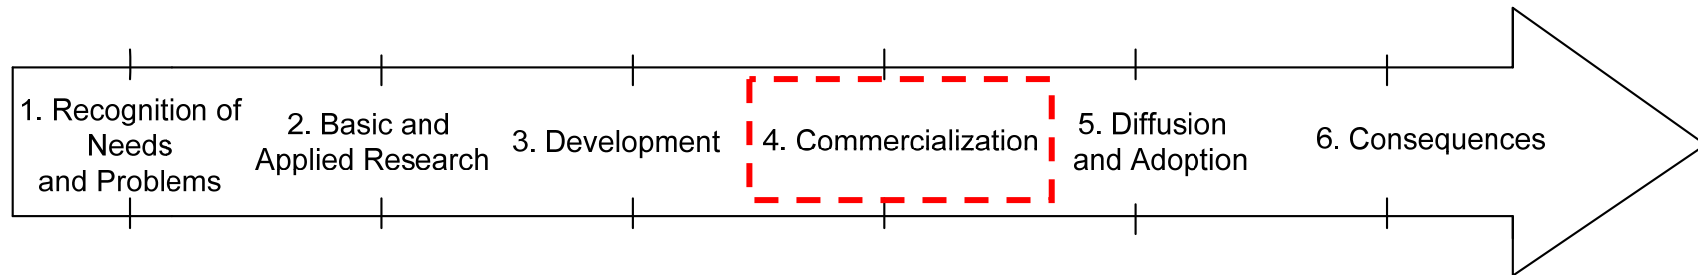 1. Recognition of
Needs
and Problems
2. Basic and
Applied Research
3. Development
4. Commercialization
5. Diffusion
and Adoption
6. Consequences